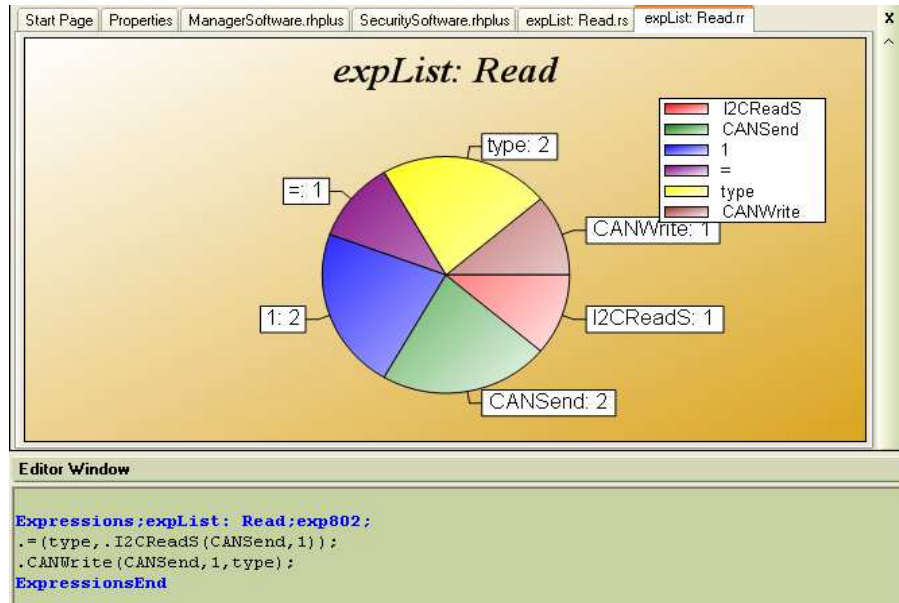 Start Page Properties ManagerSoftware.rhplus SecuritySoftware.rhplus expList: Read.rs expList: Read.rr X
expList: Read
I2CReadS
CANSend
1
=
type
CANWrite
type: 2
=: 1
CANWrite: 1
1: 2
I2CReadS: 1
CANSend: 2
Editor Window
Expressions;expList: Read;exp802;
.=(type,.I2CReadS(CANSend,1));
.CANWrite(CANSend,1,type);
ExpressionsEnd